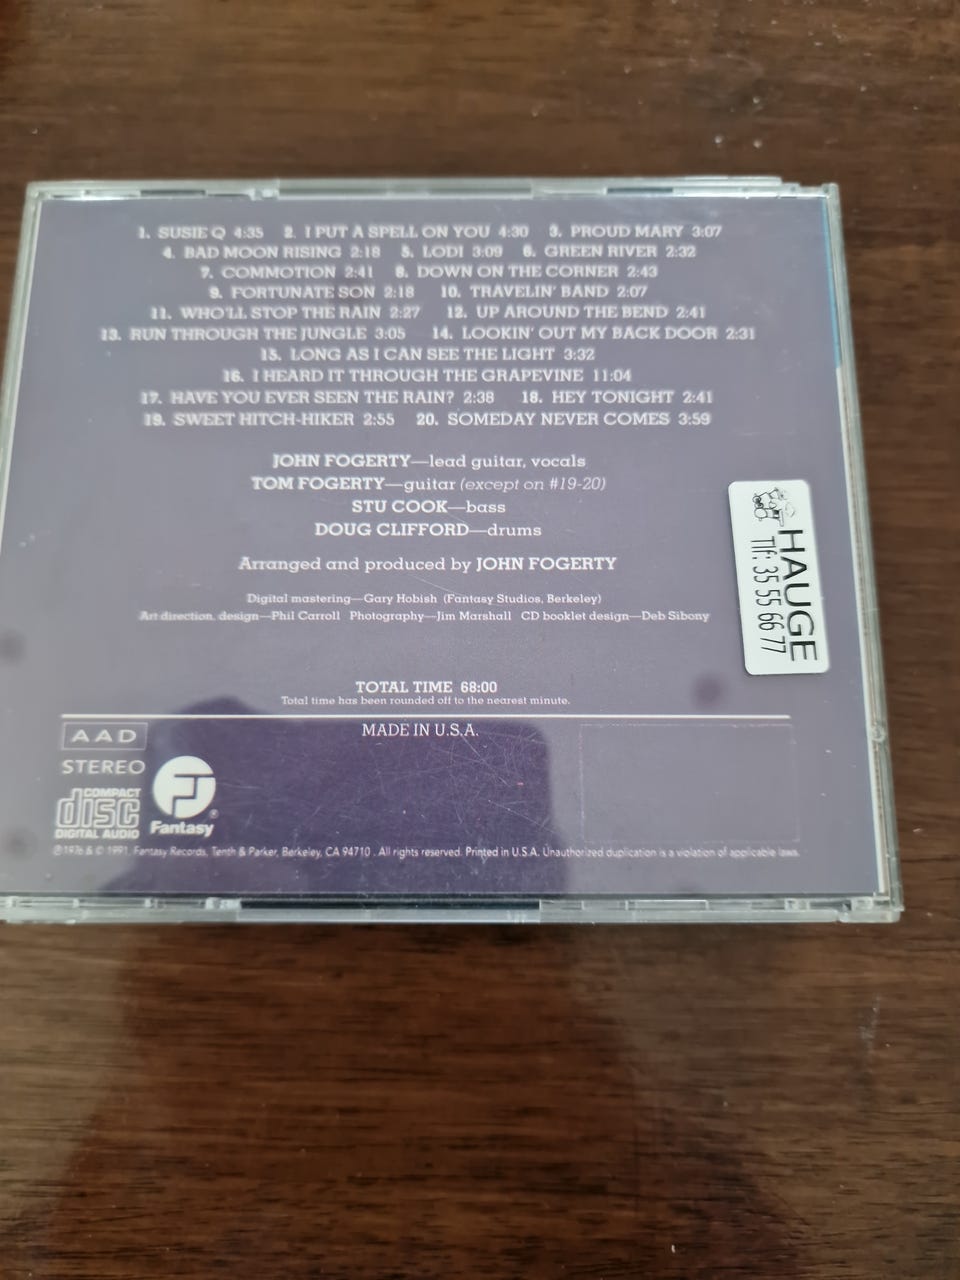 1. SUSIE Q 4:35 2. I PUT A SPELL ON YOU 4:30 3. PROUD MARY 3:07
4. BAD MOON RISING 2:18 5. LODI 3:09 6. GREEN RIVER 2:32
7. COMMOTION 2:41 8. DOWN ON THE CORNER 2:43
9. FORTUNATE SON 2:18 10. TRAVELIN' BAND 2:07
11. WHO'LL STOP THE RAIN 2:27 12. UP AROUND THE BEND 2:41
13. RUN THROUGH THE JUNGLE 3:05 14. LOOKIN' OUT MY BACK DOOR 2:31
15. LONG AS I CAN SEE THE LIGHT 3:32
16. I HEARD IT THROUGH THE GRAPEVINE 11:04
17. HAVE YOU EVER SEEN THE RAIN? 2:38 18. HEY TONIGHT 2:41
19. SWEET HITCH-HIKER 2:55 20. SOMEDAY NEVER COMES 3:59
JOHN FOGERTY—lead guitar, vocals
TOM FOGERTY—guitar (except on #19-20)
STU COOK—bass
DOUG CLIFFORD—drums
Arranged and produced by JOHN FOGERTY
Digital mastering—Gary Hobish (Fantasy Studios, Berkeley)
Art direction, design—Phil Carroll Photography—Jim Marshall CD booklet design—Deb Sibony
HAUGE
Tlf: 35 55 66 77
TOTAL TIME 68:00
Total time has been rounded off to the nearest minute.
MADE IN U.S.A.
AAD
STEREO
COMPACT
disc
DIGITAL AUDIO
FJ
Fantasy®
℗1976 & © 1991, Fantasy Records, Tenth & Parker, Berkeley, CA 94710. All rights reserved. Printed in U.S.A. Unauthorized duplication is a violation of applicable laws.